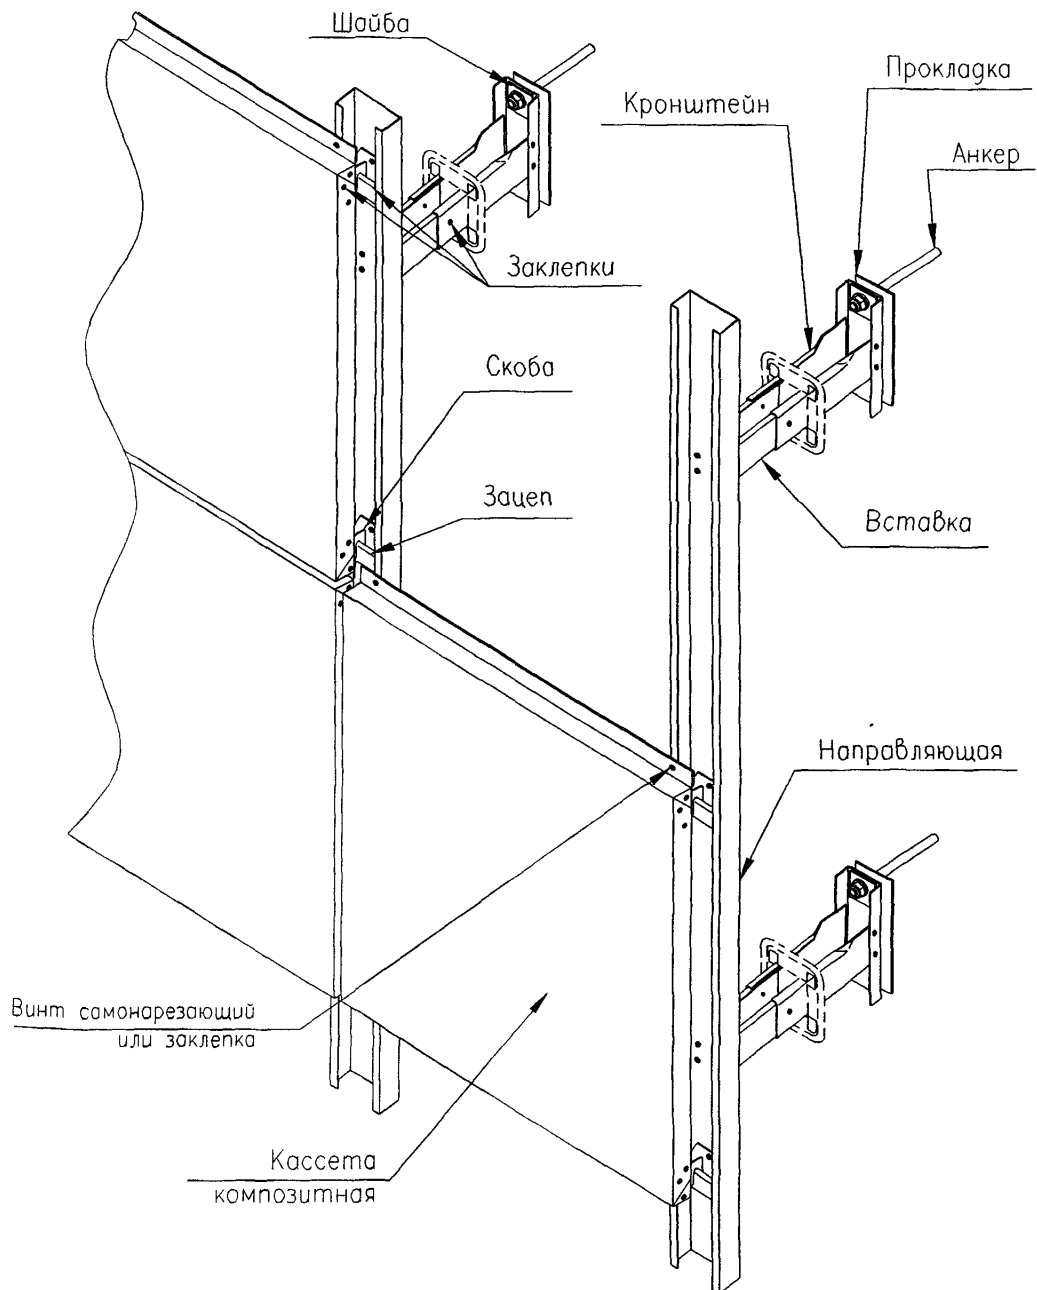 Шайба
Прокладка
Кронштейн
Анкер
Заклепки
Скоба
Зацеп
Вставка
Направляющая
Винт самонарезающий
или заклепка
Кассета
композитная